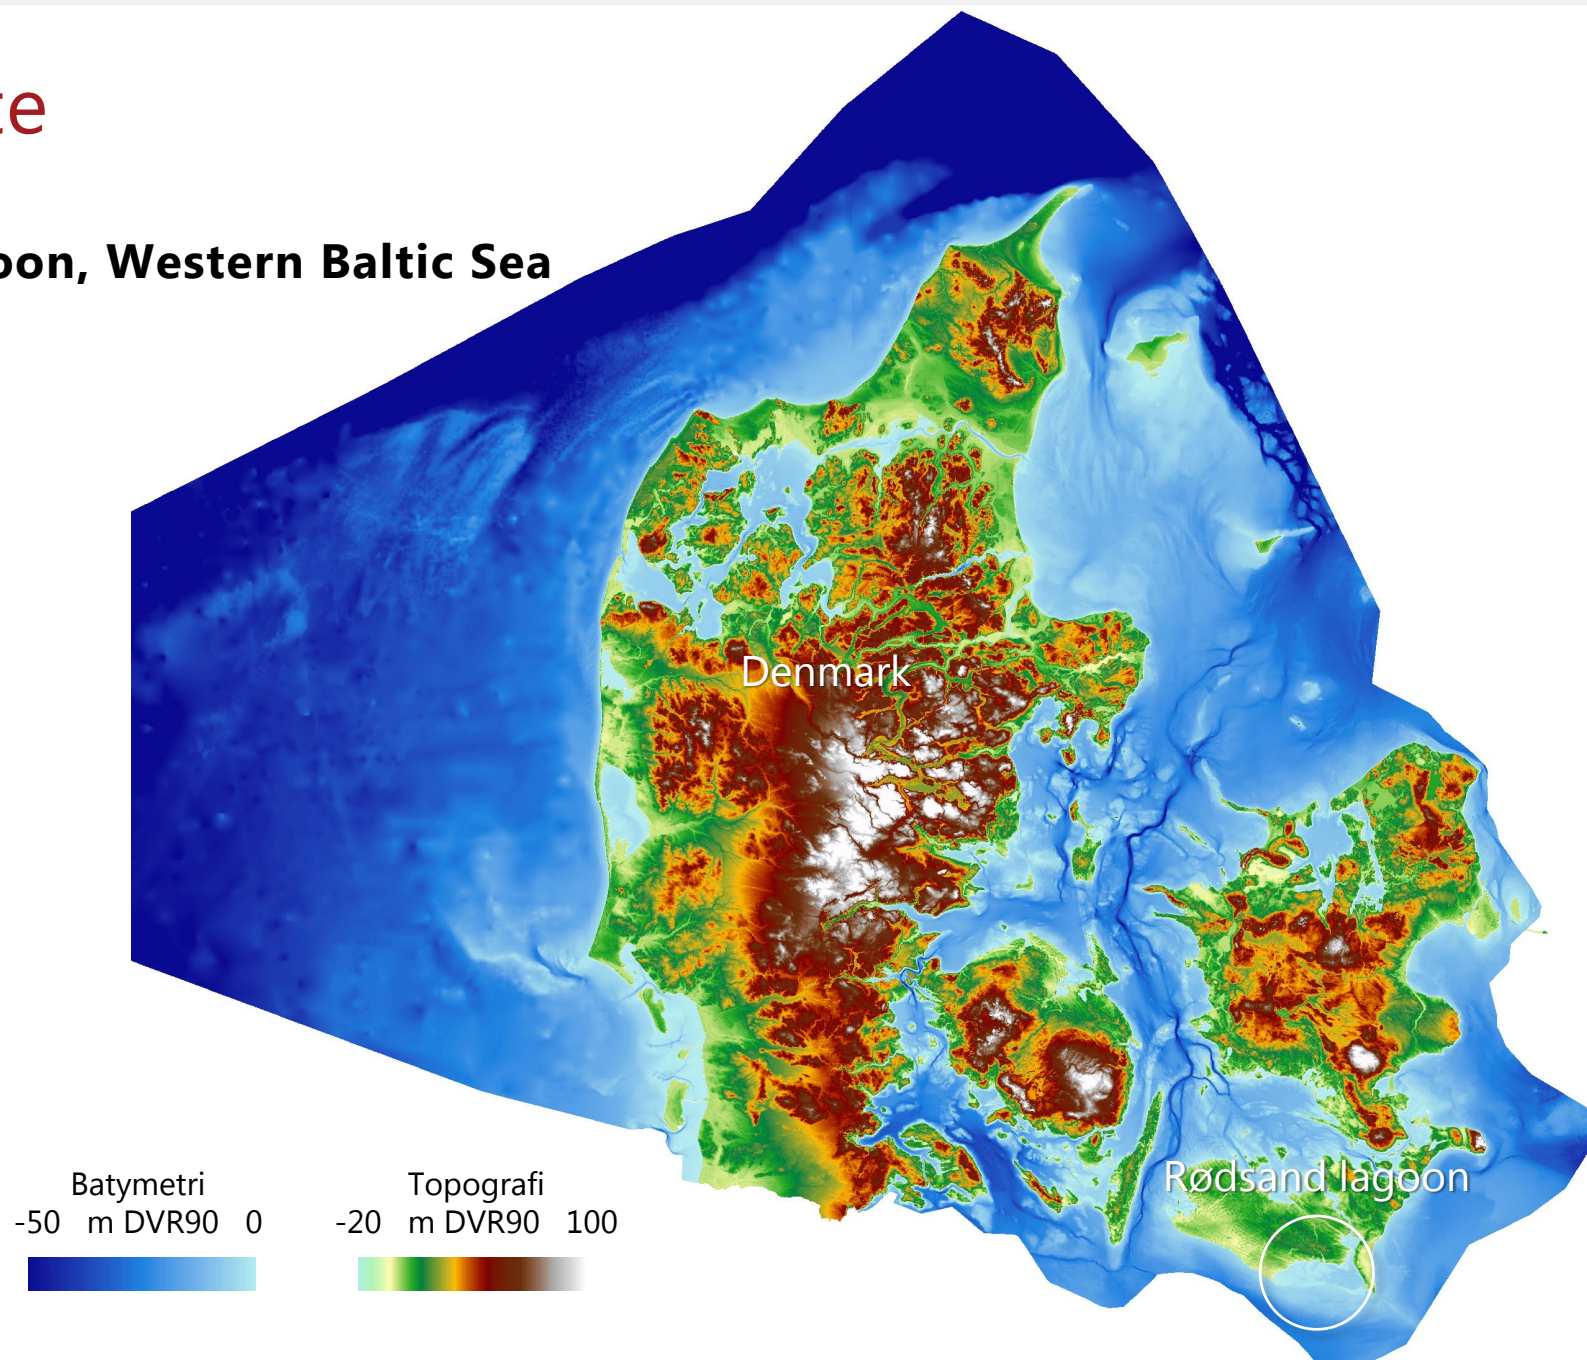 te
oon, Western Baltic Sea
Denmark
Rødsand lagoon
Batymetri
-50 m DVR90 0
Topografi
-20 m DVR90 100